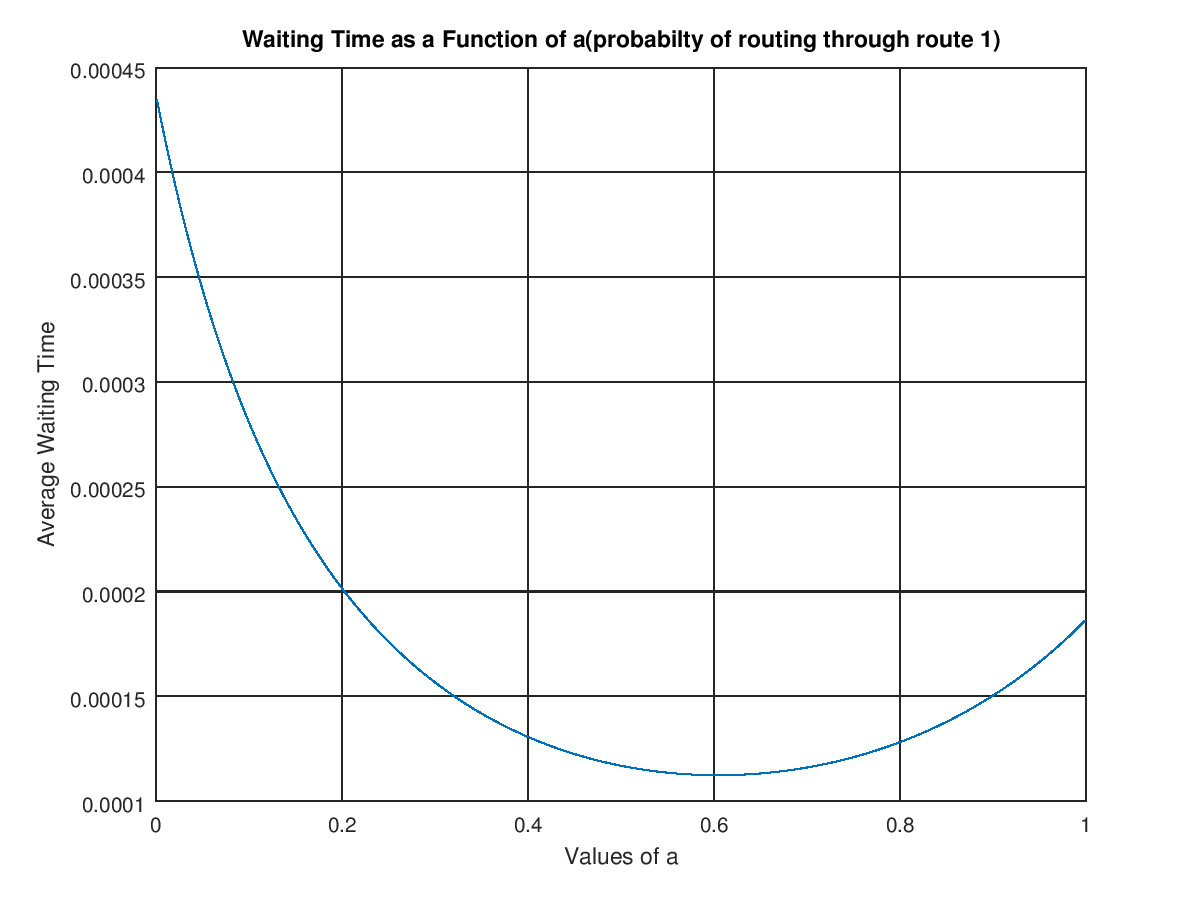 Waiting Time as a Function of a(probabilty of routing through route 1)
0.00045
0.0004
0.00035
0.0003
0.00025
0.0002
0.00015
0.0001
Average Waiting Time
0 0.2 0.4 0.6 0.8 1
Values of a